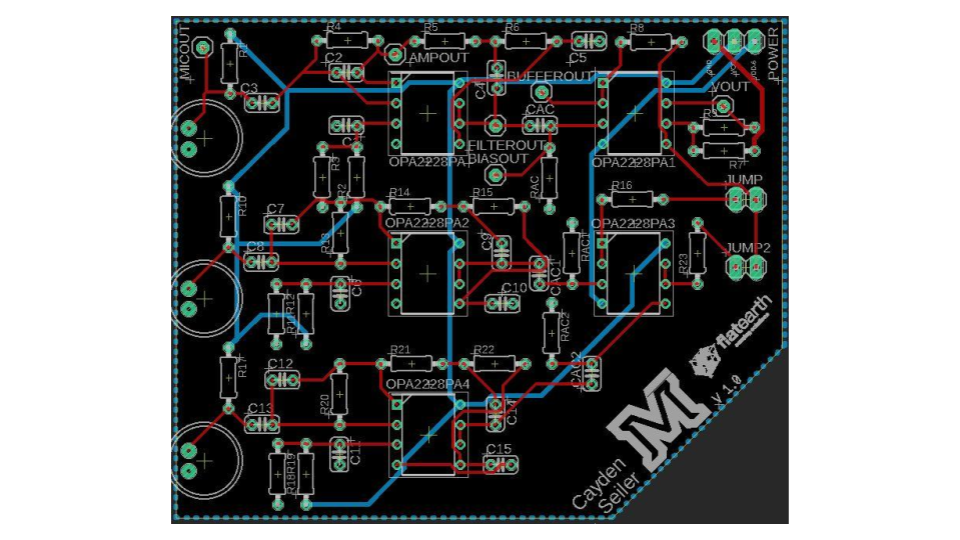 MICOUT
R1
R4
R5
R6
R8
POWER
AMPOUT
C5
C2
C3
C4
BUFFEROUT
VOUT
CAC
FILTEROUT
BIASOUT
R9
R7
OPA2228PA1
R3
R2
RAC
JUMP
R10
R14
R15
R16
C7
OPA2228PA2
OPA2228PA3
R13
C8
C9
RAC1
R23
JUMP2
CAC1
C6
C10
R11
R12
RAC2
flatearth
R17
R21
R22
C12
OPA2228PA4
CAC2
V 1.0
R20
C13
C14
M
C11
C15
R18
R19
Cayden
Seiler